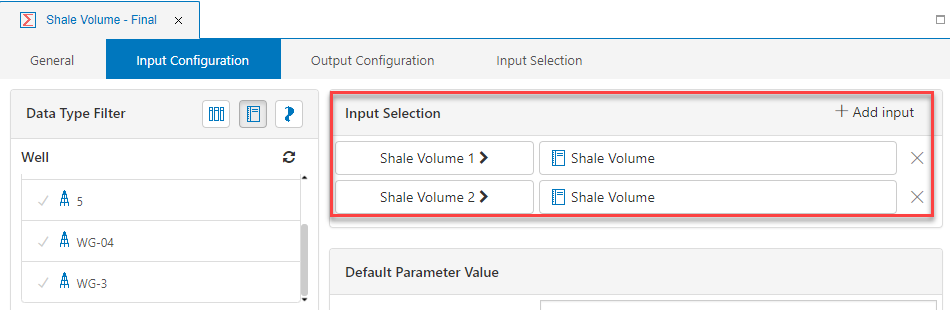 Shale Volume - Final
General Input Configuration Output Configuration Input Selection
Data Type Filter
Well
5
WG-04
WG-3
Input Selection
Add input
Shale Volume 1
Shale Volume
Shale Volume 2
Shale Volume
Default Parameter Value